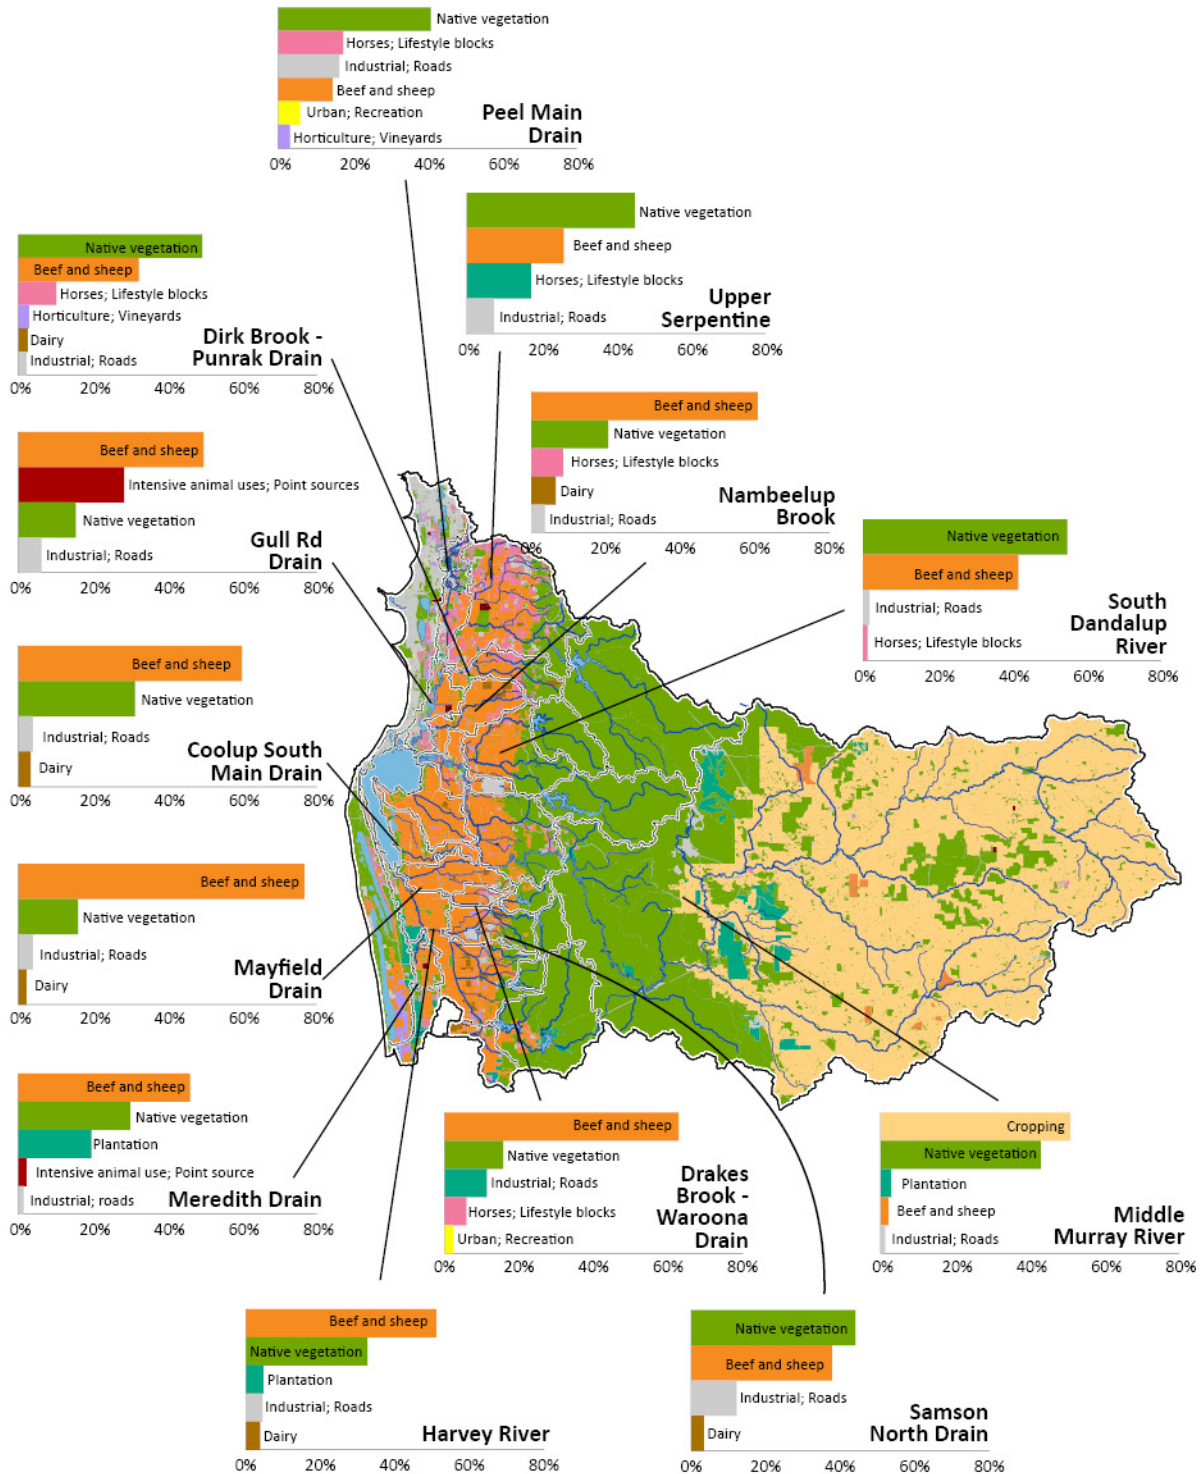 Native vegetation
Horses; Lifestyle blocks
Industrial; Roads
Beef and sheep
Urban; Recreation
Horticulture; Vineyards
Peel Main
Drain
0% 20% 40% 60% 80%
Native vegetation
Beef and sheep
Horses; Lifestyle blocks
Industrial; Roads
Upper
Serpentine
0% 20% 40% 60% 80%
Native vegetation
Beef and sheep
Horses; Lifestyle blocks
Horticulture; Vineyards
Dairy
Industrial; Roads
Dirk Brook -
Punrak Drain
0% 20% 40% 60% 80%
Beef and sheep
Native vegetation
Horses; Lifestyle blocks
Dairy
Industrial; Roads
Nambeelup
Brook
0% 20% 40% 60% 80%
Beef and sheep
Intensive animal uses; Point sources
Native vegetation
Industrial; Roads
Gull Rd
Drain
0% 20% 40% 60% 80%
Native vegetation
Beef and sheep
Industrial; Roads
Horses; Lifestyle blocks
South
Dandalup
River
0% 20% 40% 60% 80%
Beef and sheep
Native vegetation
Industrial; Roads
Dairy
Coolup South
Main Drain
0% 20% 40% 60% 80%
Beef and sheep
Native vegetation
Industrial; Roads
Dairy
Mayfield
Drain
0% 20% 40% 60% 80%
Beef and sheep
Native vegetation
Plantation
Intensive animal use; Point source
Industrial; roads
Meredith Drain
0% 20% 40% 60% 80%
Beef and sheep
Native vegetation
Industrial; Roads
Horses; Lifestyle blocks
Urban; Recreation
Drakes
Brook -
Waroona
Drain
0% 20% 40% 60% 80%
Cropping
Native vegetation
Plantation
Beef and sheep
Industrial; Roads
Middle
Murray River
0% 20% 40% 60% 80%
Beef and sheep
Native vegetation
Plantation
Industrial; Roads
Dairy
Harvey River
0% 20% 40% 60% 80%
Native vegetation
Beef and sheep
Industrial; Roads
Dairy
Samson
North Drain
0% 20% 40% 60% 80%